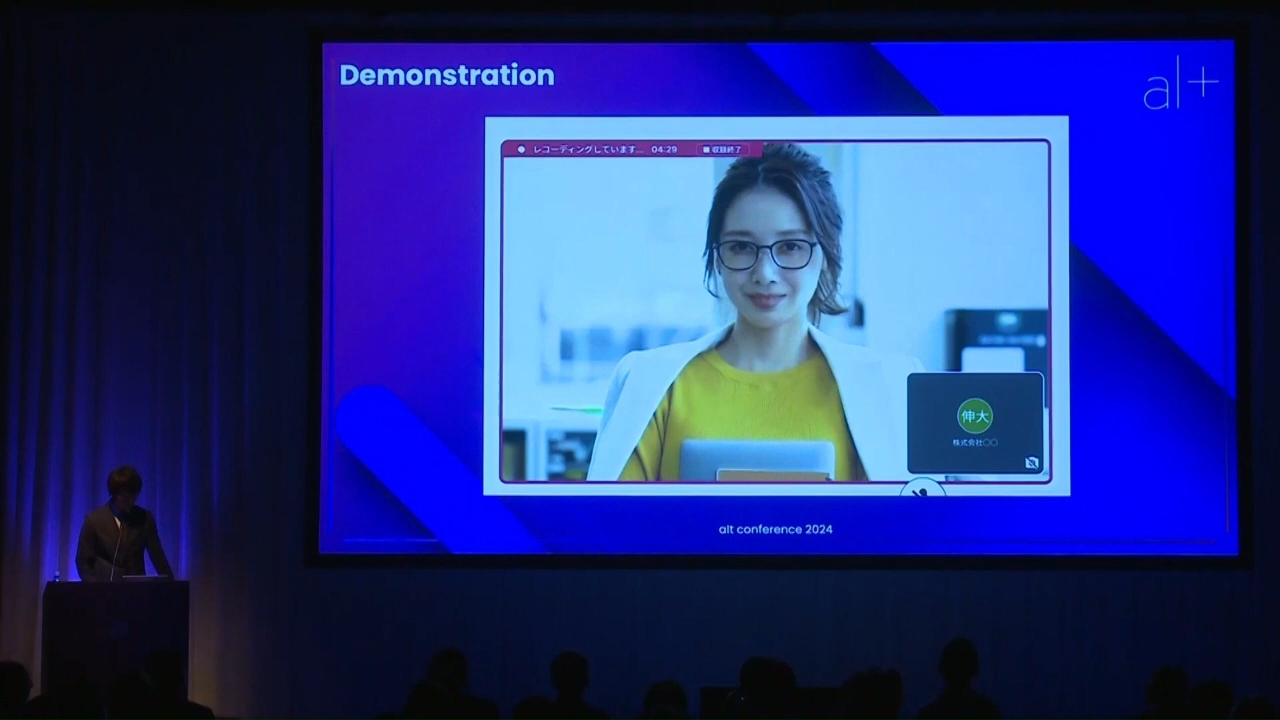 Demonstration
al+
レコーディングしています... 04:29 収録終了
伸大
株式会社〇〇
alt conference 2024